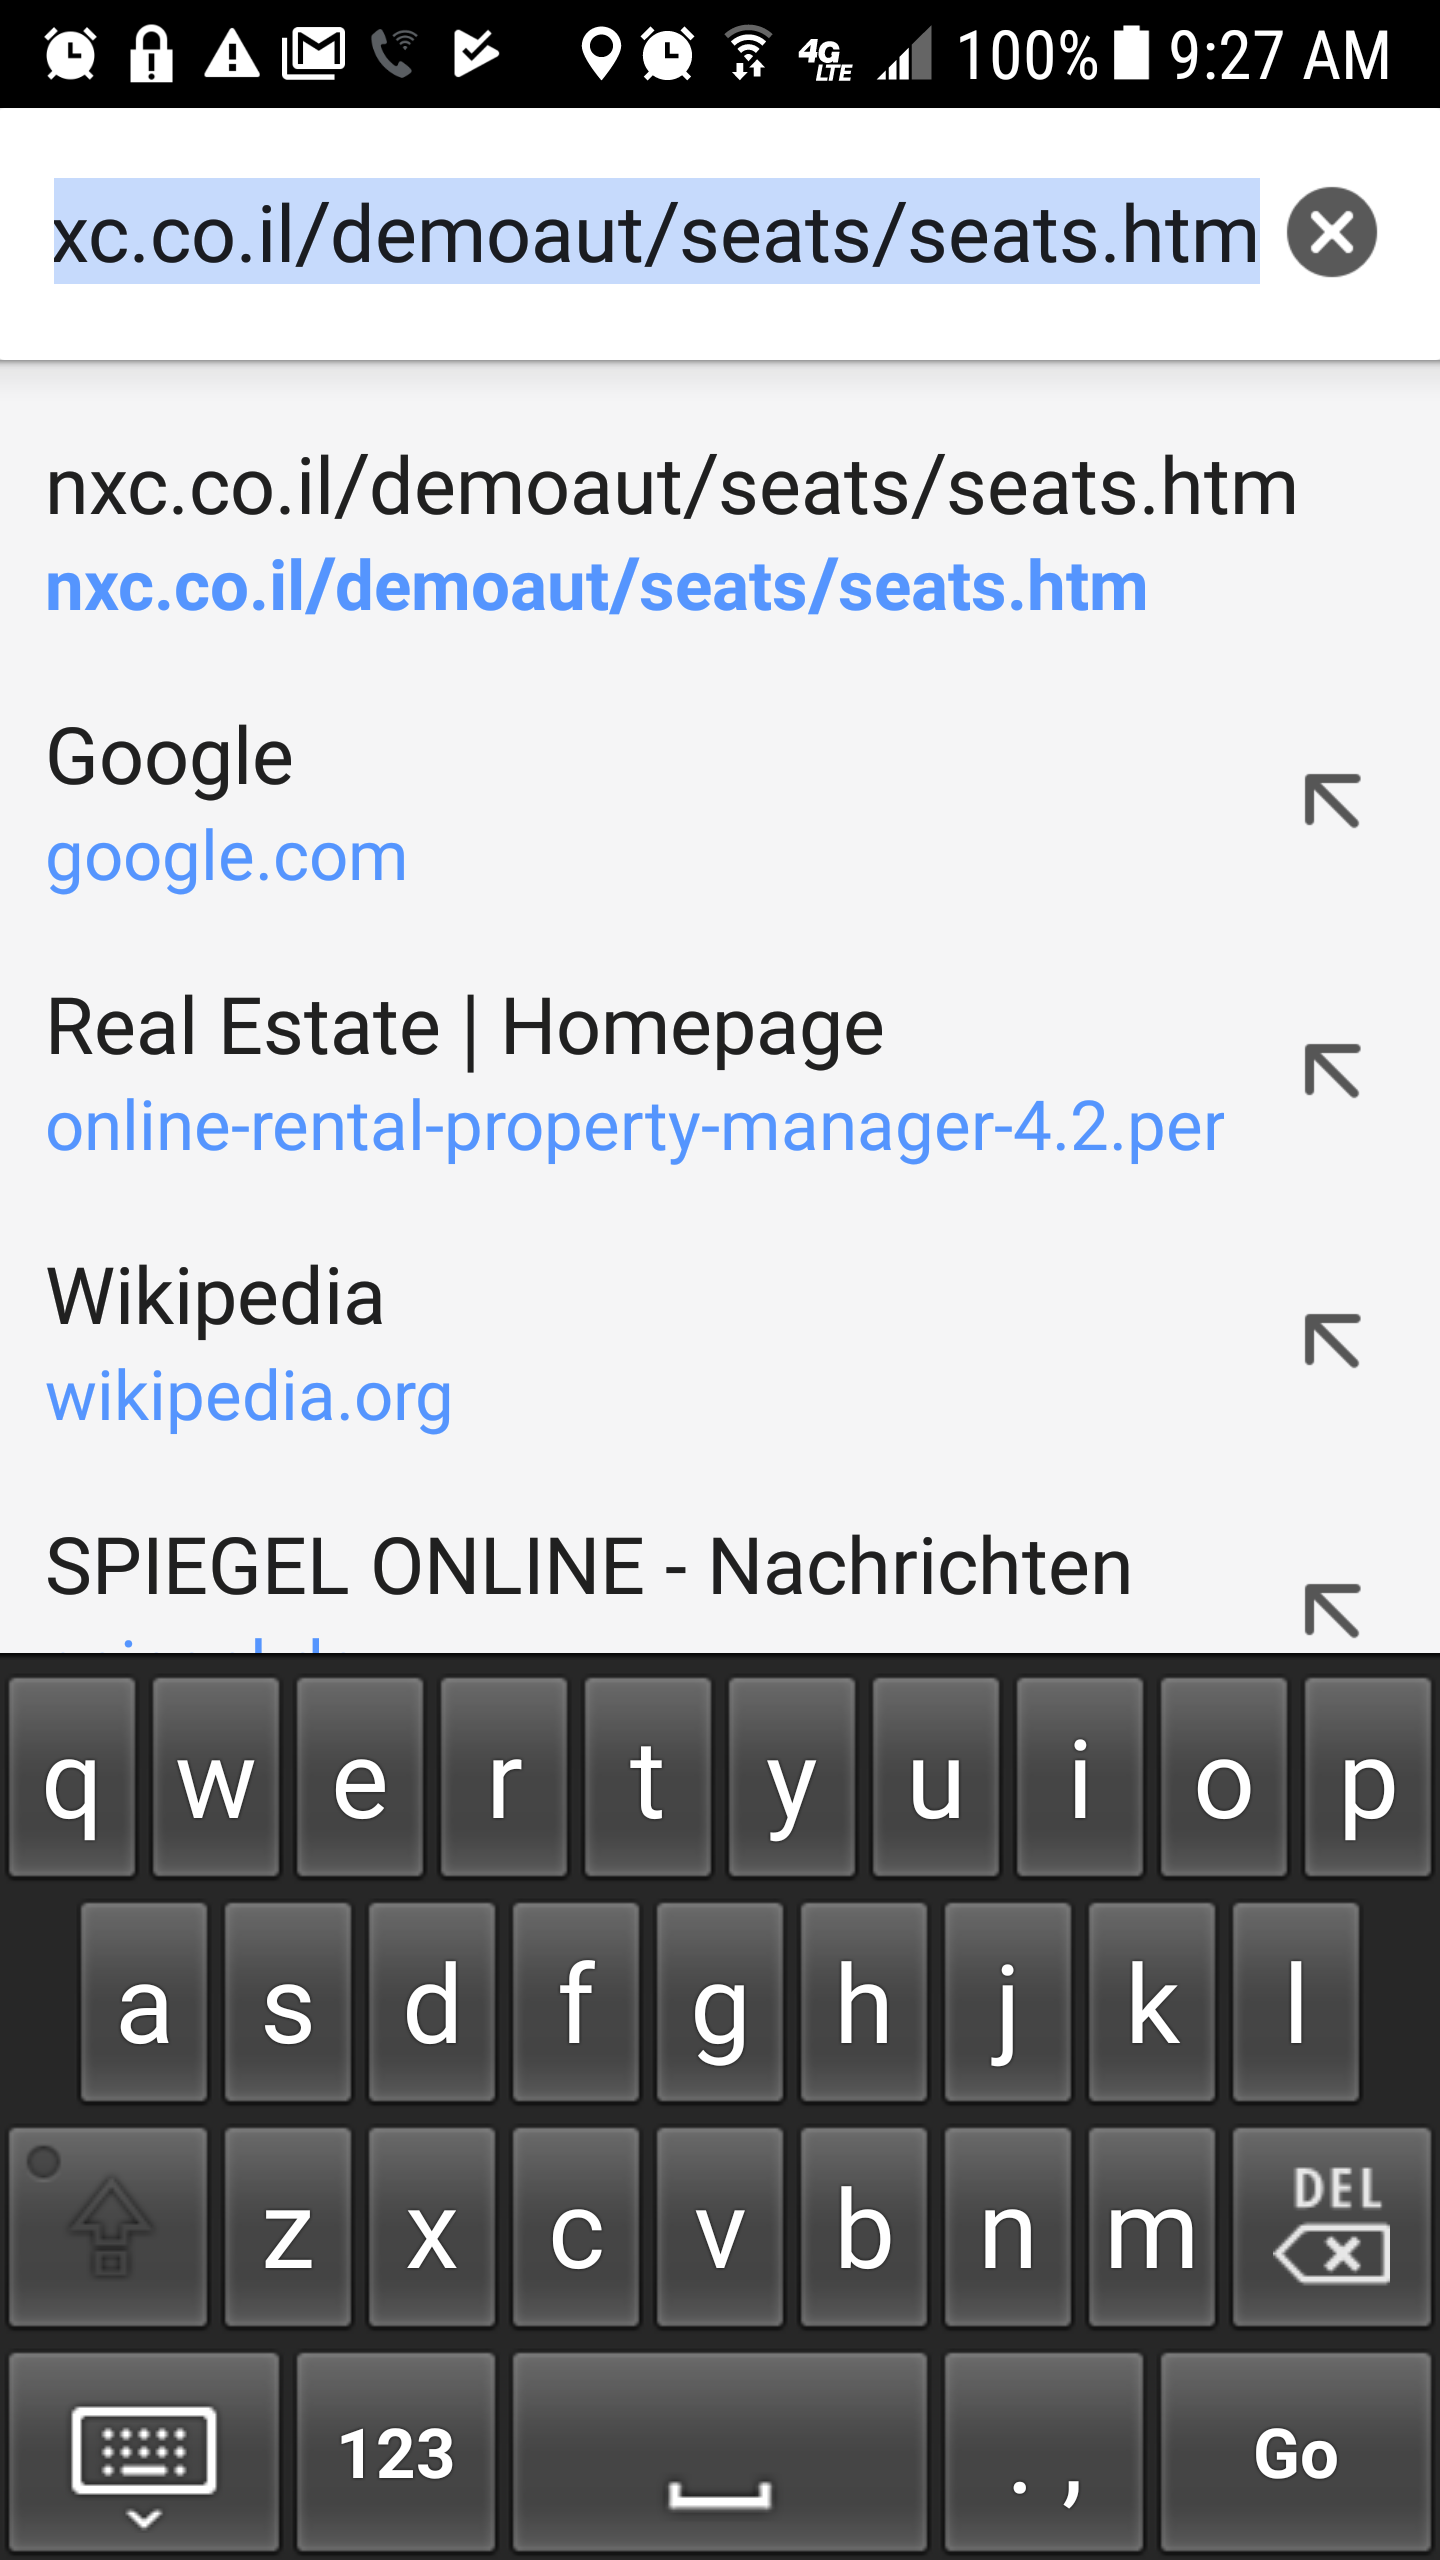 4G LTE 100% 9:27 AM
xc.co.il/demoaut/seats/seats.htm
nxc.co.il/demoaut/seats/seats.htm
nxc.co.il/demoaut/seats/seats.htm
Google
google.com
Real Estate | Homepage
online-rental-property-manager-4.2.per
Wikipedia
wikipedia.org
SPIEGEL ONLINE - Nachrichten
q w e r t y u i o p
a s d f g h j k l
z x c v b n m DEL
123 . , Go